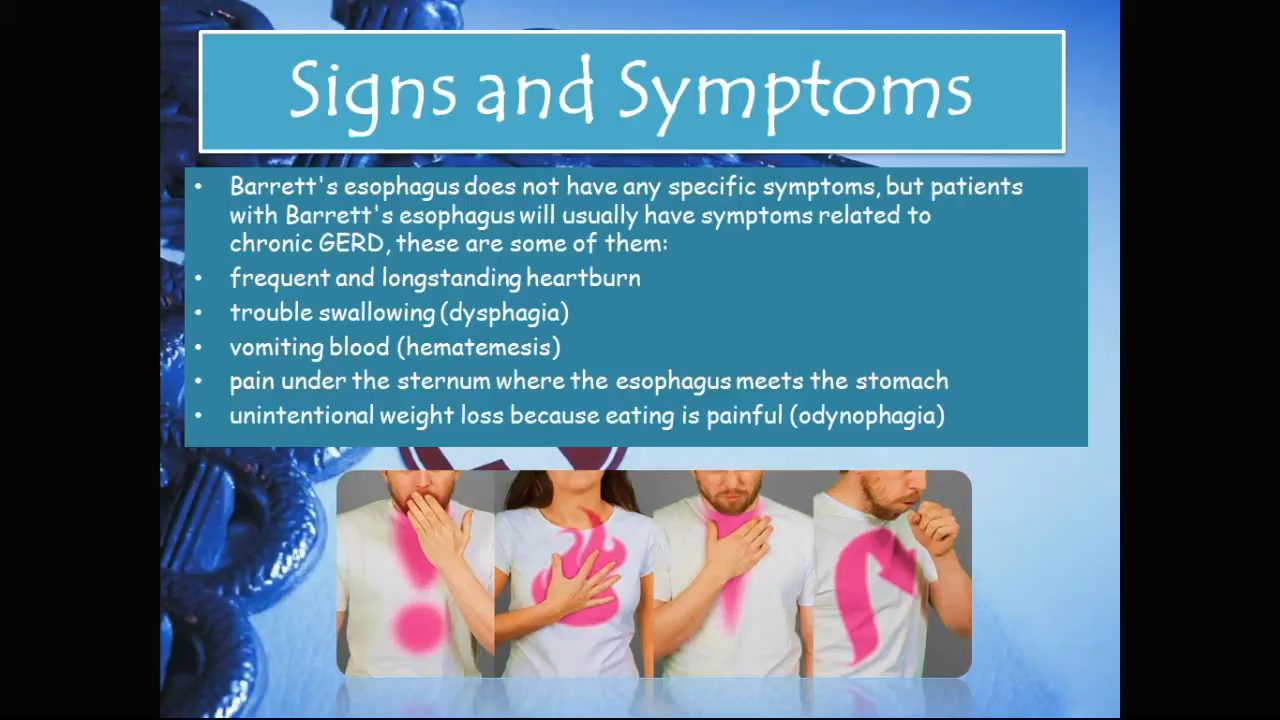 Signs and Symptoms
• Barrett's esophagus does not have any specific symptoms, but patients
with Barrett's esophagus will usually have symptoms related to
chronic GERD, these are some of them:
• frequent and longstanding heartburn
• trouble swallowing (dysphagia)
• vomiting blood (hematemesis)
• pain under the sternum where the esophagus meets the stomach
• unintentional weight loss because eating is painful (odynophagia)